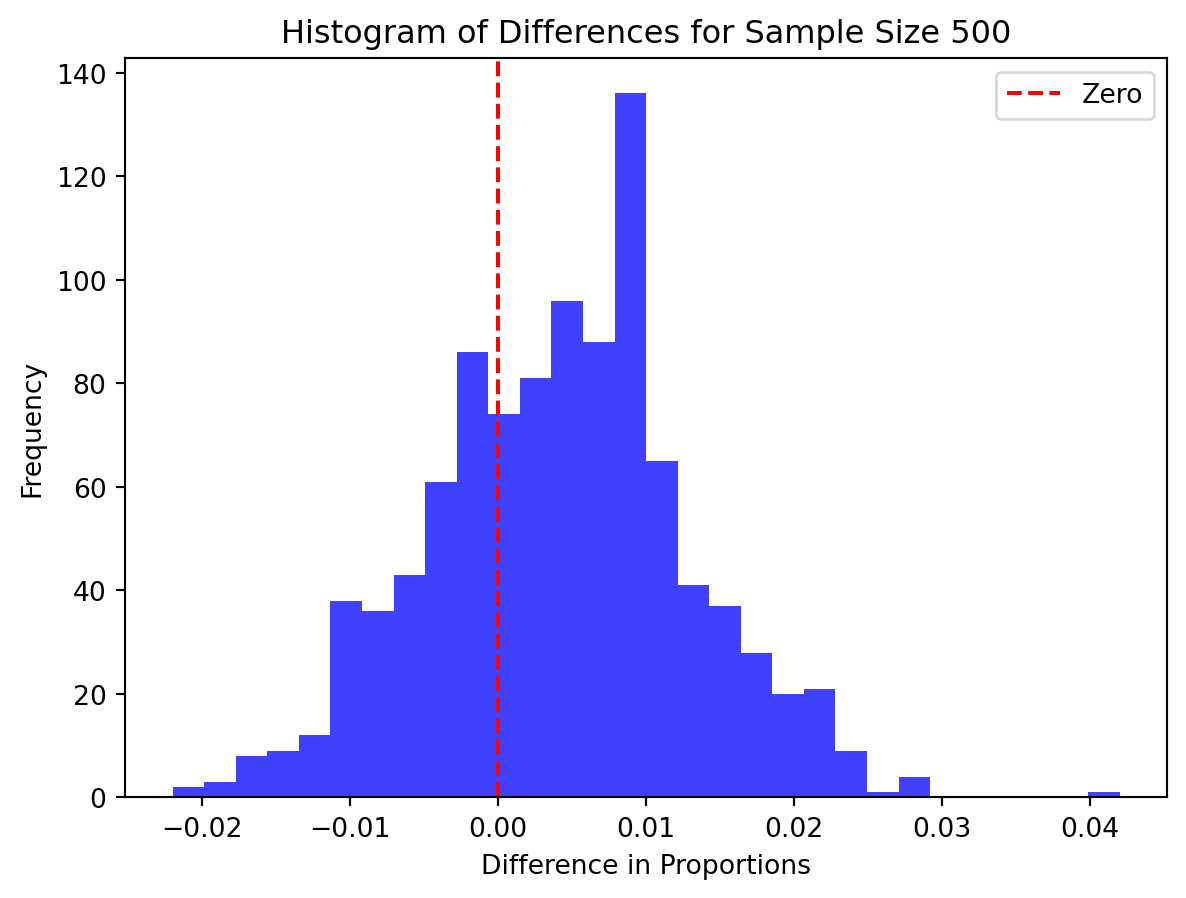 Histogram of Differences for Sample Size 500
Zero
140
120
100
80
60
40
20
0
Frequency
−0.02 −0.01 0.00 0.01 0.02 0.03 0.04
Difference in Proportions